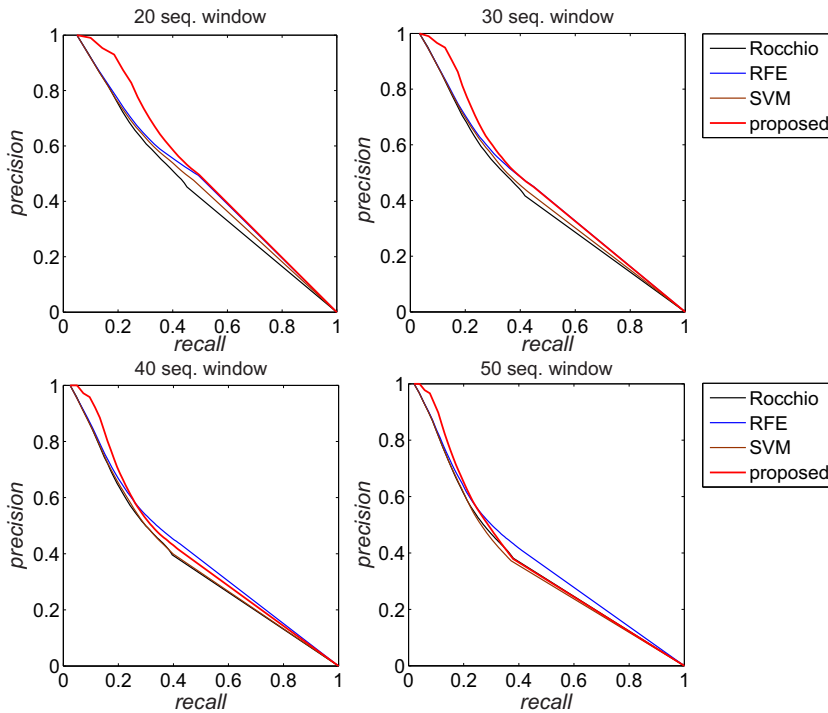 20 seq. window
precision
1
0.8
0.6
0.4
0.2
0
0 0.2 0.4 0.6 0.8 1
recall
30 seq. window
precision
1
0.8
0.6
0.4
0.2
0
0 0.2 0.4 0.6 0.8 1
recall
Rocchio
RFE
SVM
proposed
40 seq. window
precision
1
0.8
0.6
0.4
0.2
0
0 0.2 0.4 0.6 0.8 1
recall
50 seq. window
precision
1
0.8
0.6
0.4
0.2
0
0 0.2 0.4 0.6 0.8 1
recall
Rocchio
RFE
SVM
proposed